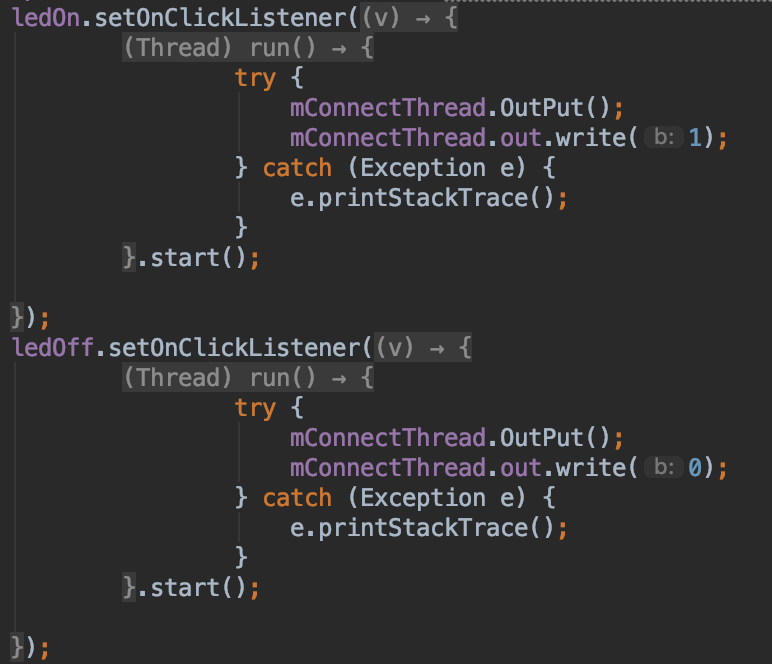 ledOn.setOnClickListener((v) → {
(Thread) run() → {
try {
mConnectThread.OutPut();
mConnectThread.out.write( b: 1);
} catch (Exception e) {
e.printStackTrace();
}
}.start();
});
ledOff.setOnClickListener((v) → {
(Thread) run() → {
try {
mConnectThread.OutPut();
mConnectThread.out.write( b: 0);
} catch (Exception e) {
e.printStackTrace();
}
}.start();
});